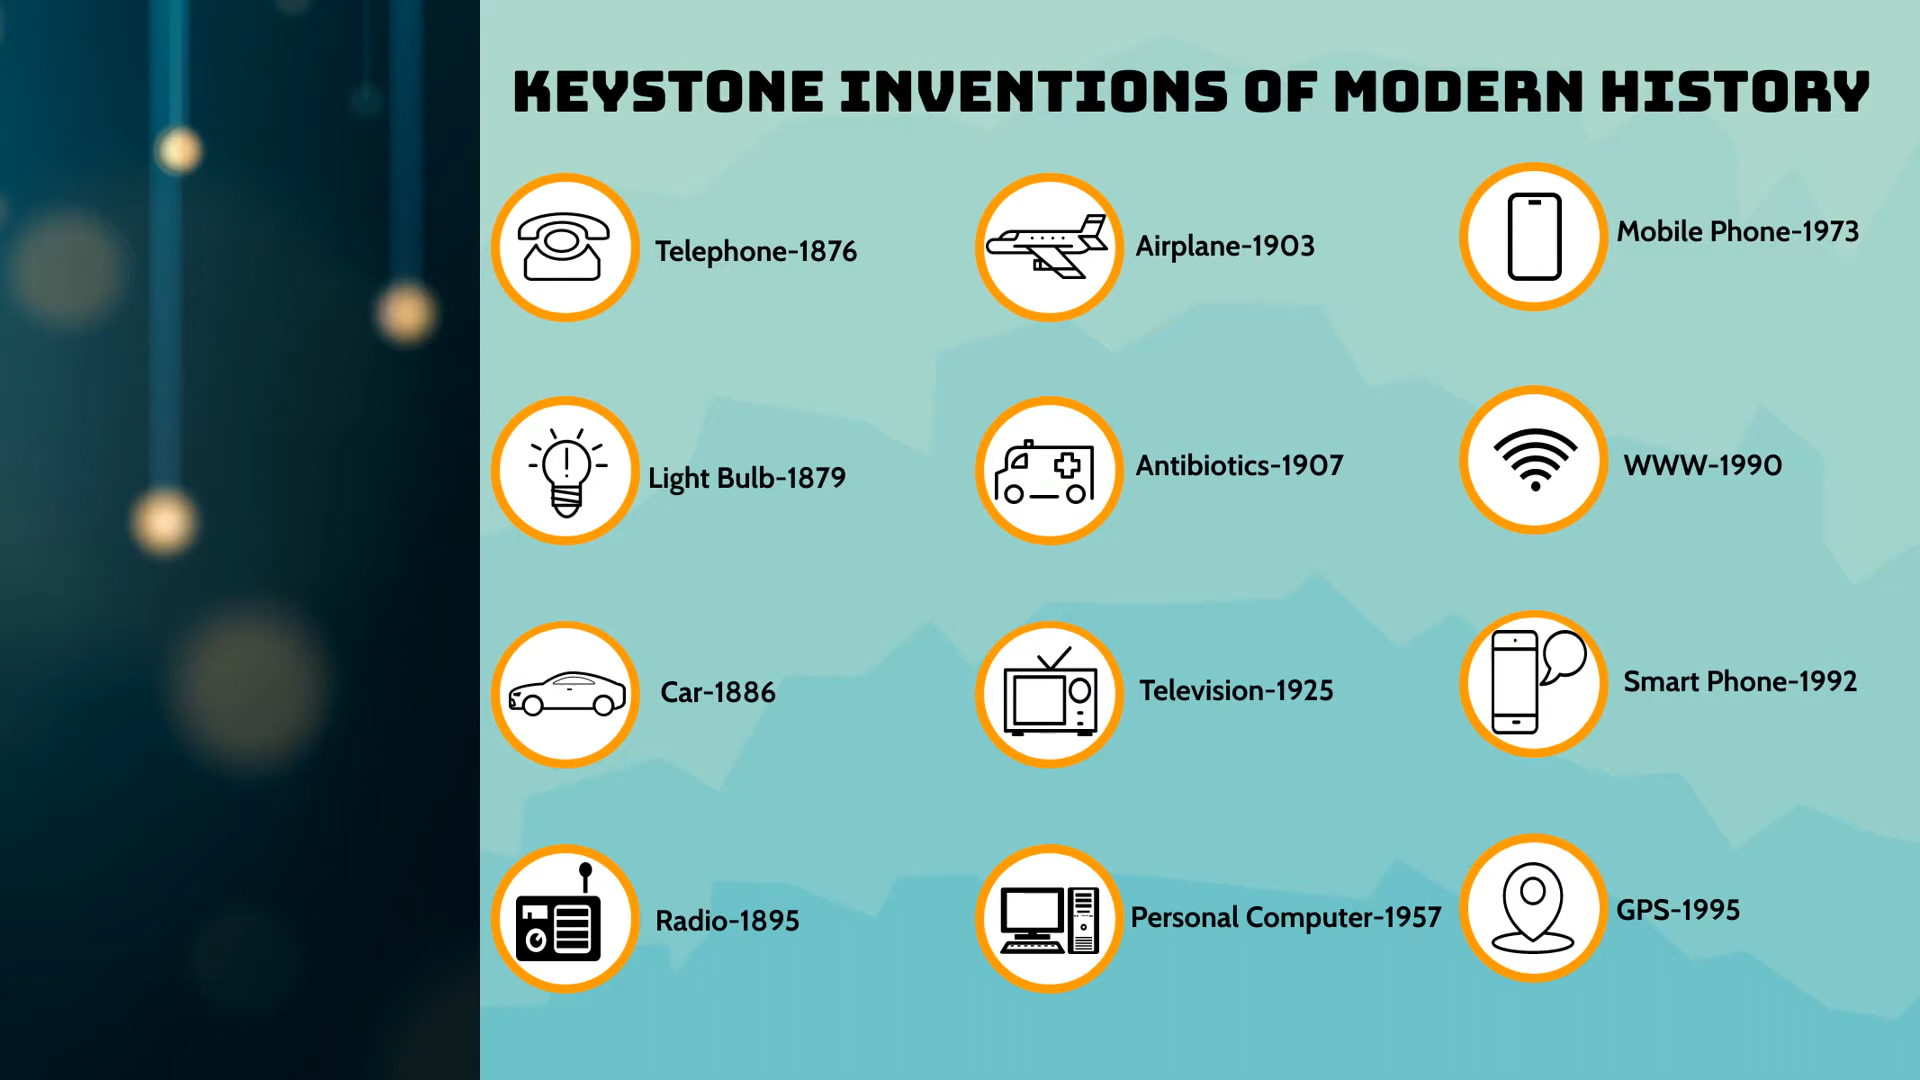 KEYSTONE INVENTIONS OF MODERN HISTORY
Telephone-1876
Light Bulb-1879
Car-1886
Radio-1895
Airplane-1903
Antibiotics-1907
Television-1925
Personal Computer-1957
Mobile Phone-1973
WWW-1990
Smart Phone-1992
GPS-1995